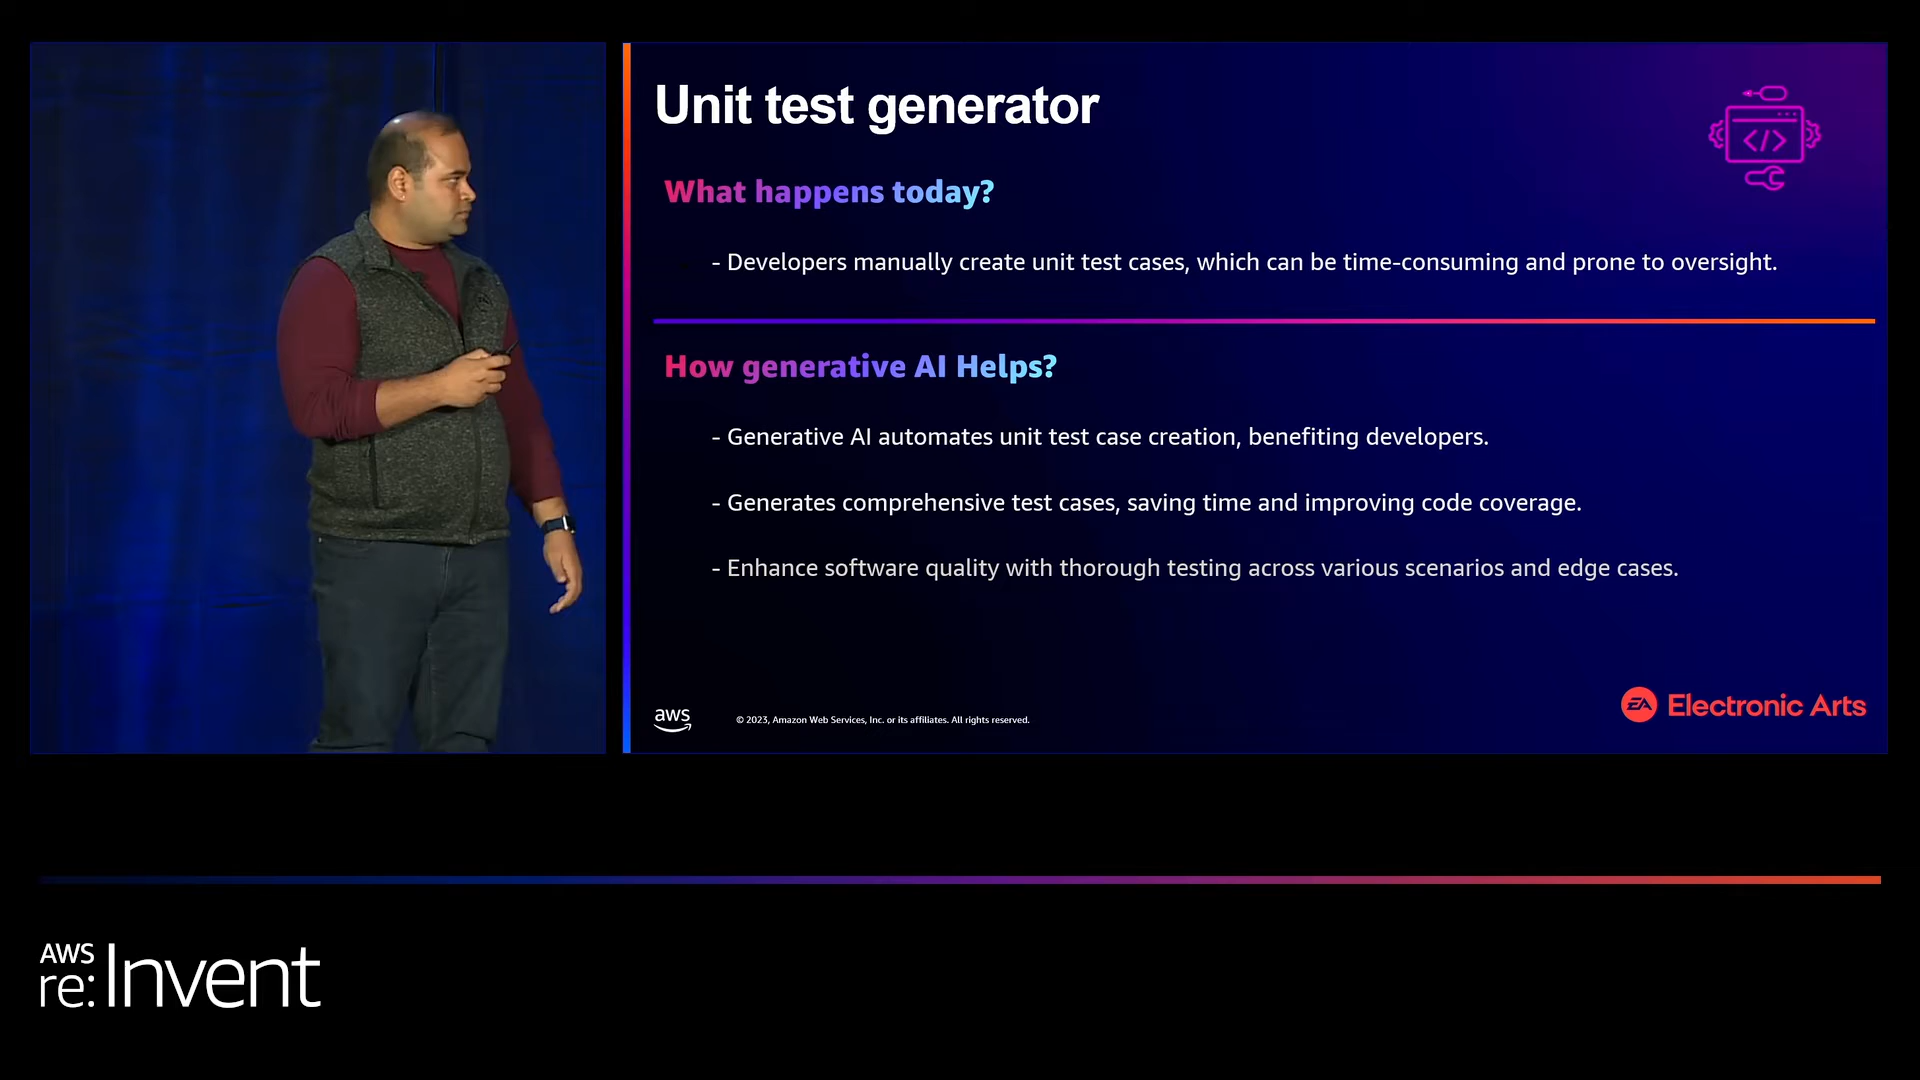 Unit test generator
</>
What happens today?
- Developers manually create unit test cases, which can be time-consuming and prone to oversight.
How generative AI Helps?
- Generative AI automates unit test case creation, benefiting developers.
- Generates comprehensive test cases, saving time and improving code coverage.
- Enhance software quality with thorough testing across various scenarios and edge cases.
aws
© 2023, Amazon Web Services, Inc. or its affiliates. All rights reserved.
EA Electronic Arts
AWS
re:Invent